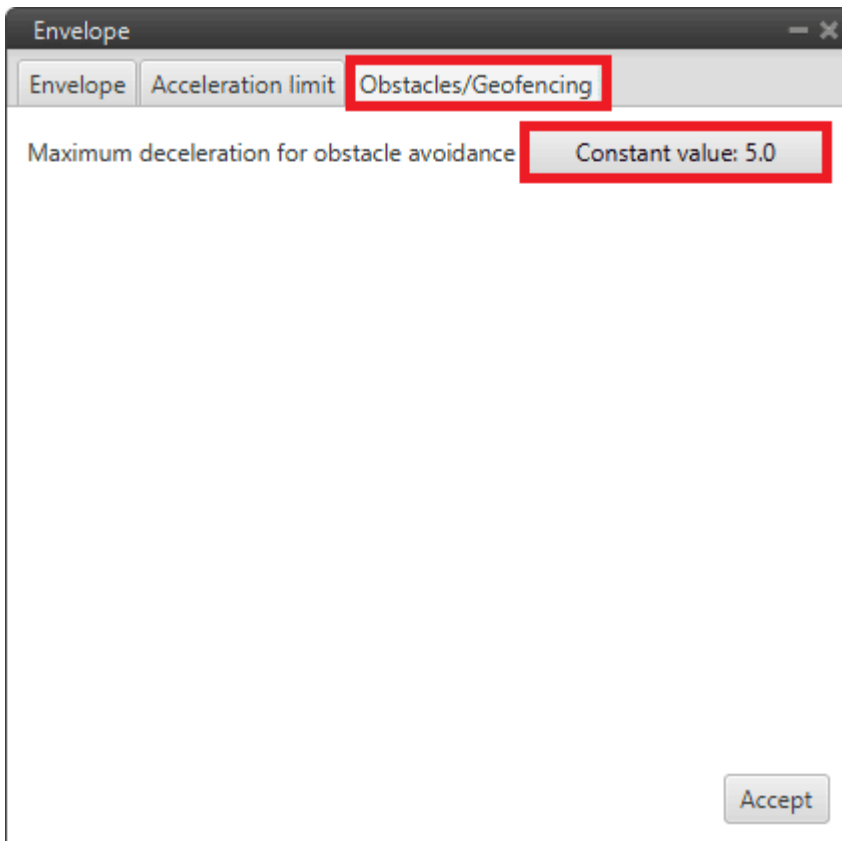 Envelope
Envelope Acceleration limit Obstacles/Geofencing
Maximum deceleration for obstacle avoidance Constant value: 5.0
Accept